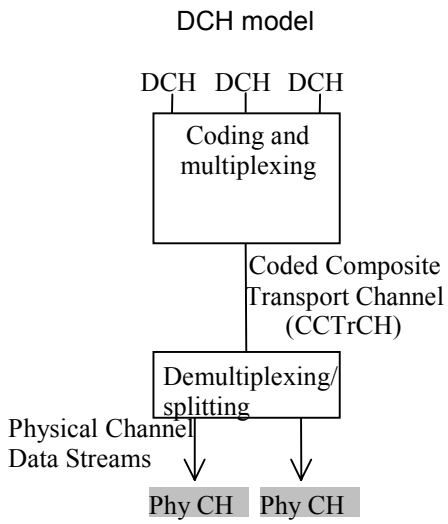 DCH model
DCH DCH DCH
Coding and
multiplexing
Coded Composite
Transport Channel
(CCTrCH)
Demultiplexing/
splitting
Physical Channel
Data Streams
Phy CH Phy CH